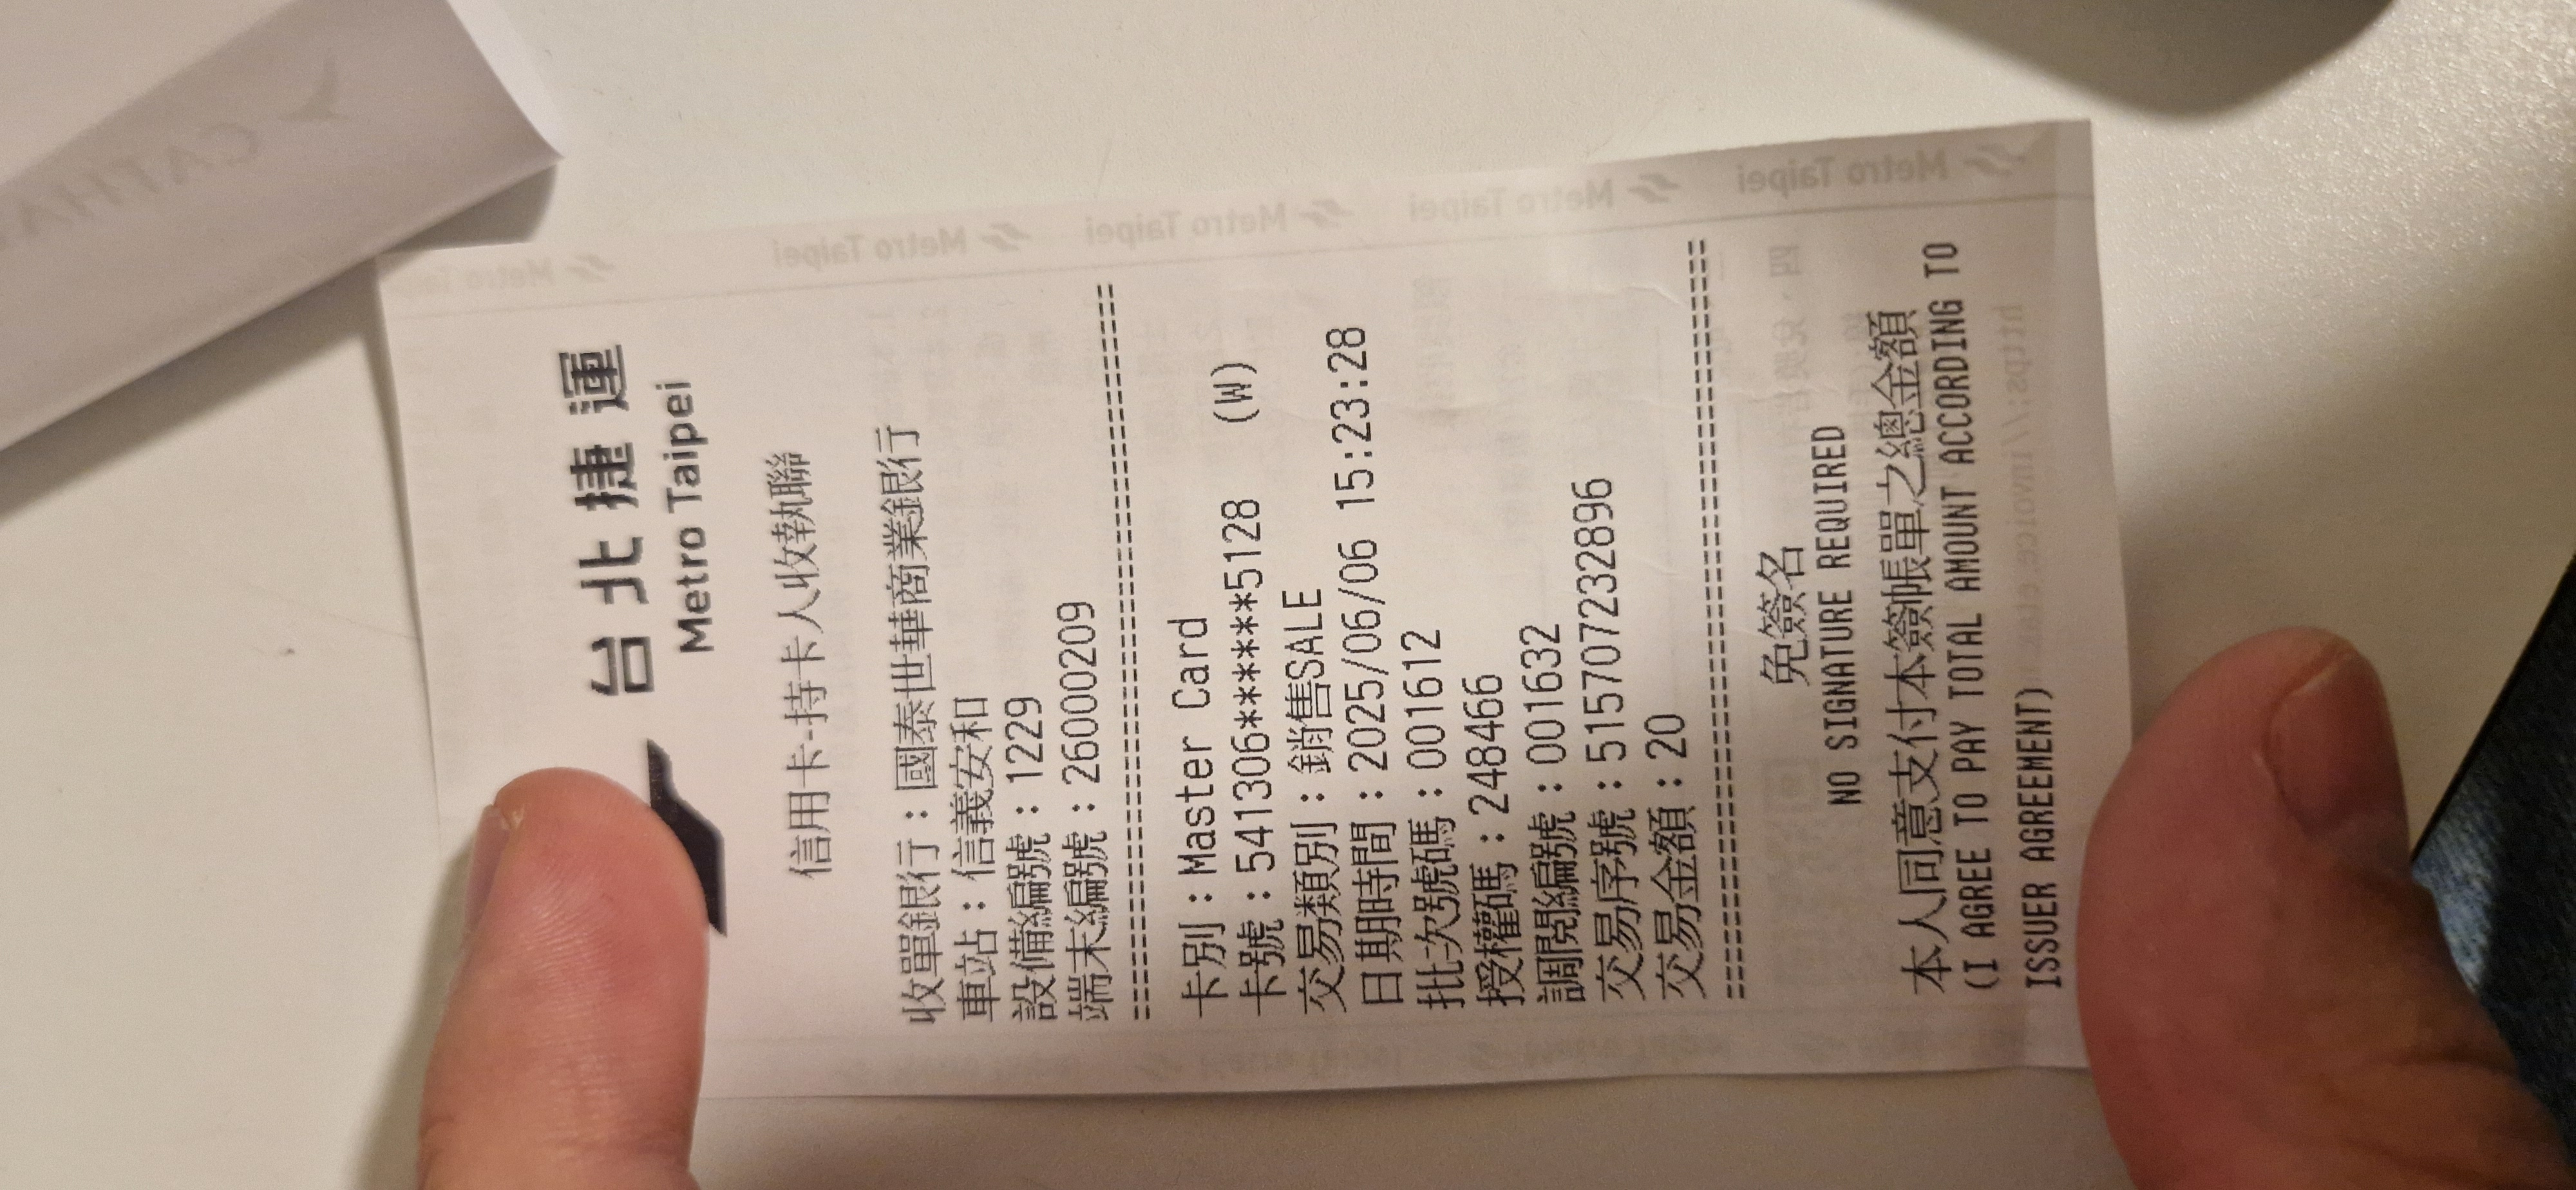 台北捷運
Metro Taipei
信用卡-持卡人收執聯
收單銀行：國泰世華商業銀行
車站：信義安和
設備編號：1229
端末編號：26000209
==================================
卡別：Master Card
卡號：541306******5128 (W)
交易類別：銷售SALE
日期時間：2025/06/06 15:23:28
批次號碼：001612
授權碼：248466
調閱編號：001632
交易序號：515707232896
交易金額：20
==================================
免簽名
NO SIGNATURE REQUIRED
本人同意支付本簽帳單之總金額
(I AGREE TO PAY TOTAL AMOUNT ACCORDING TO
ISSUER AGREEMENT)